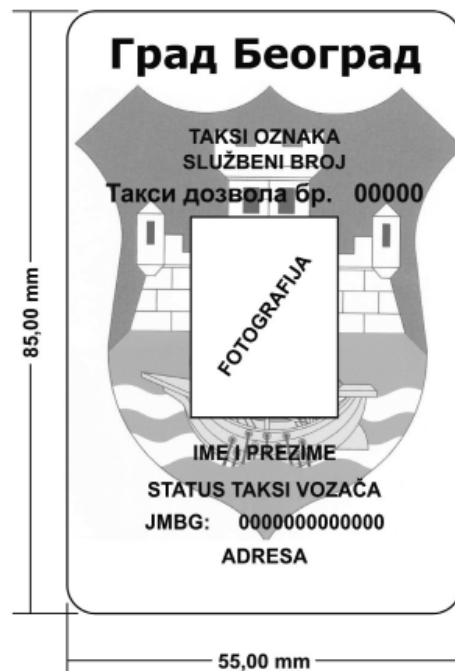 Град Београд
TAKSI OZNAKA
SLUŽBENI BROJ
Такси дозвола бр. 00000
FOTOGRAFIJA
85,00 mm
IME I PREZIME
STATUS TAKSI VOZAČA
JMBG: 0000000000000
ADRESA
55,00 mm